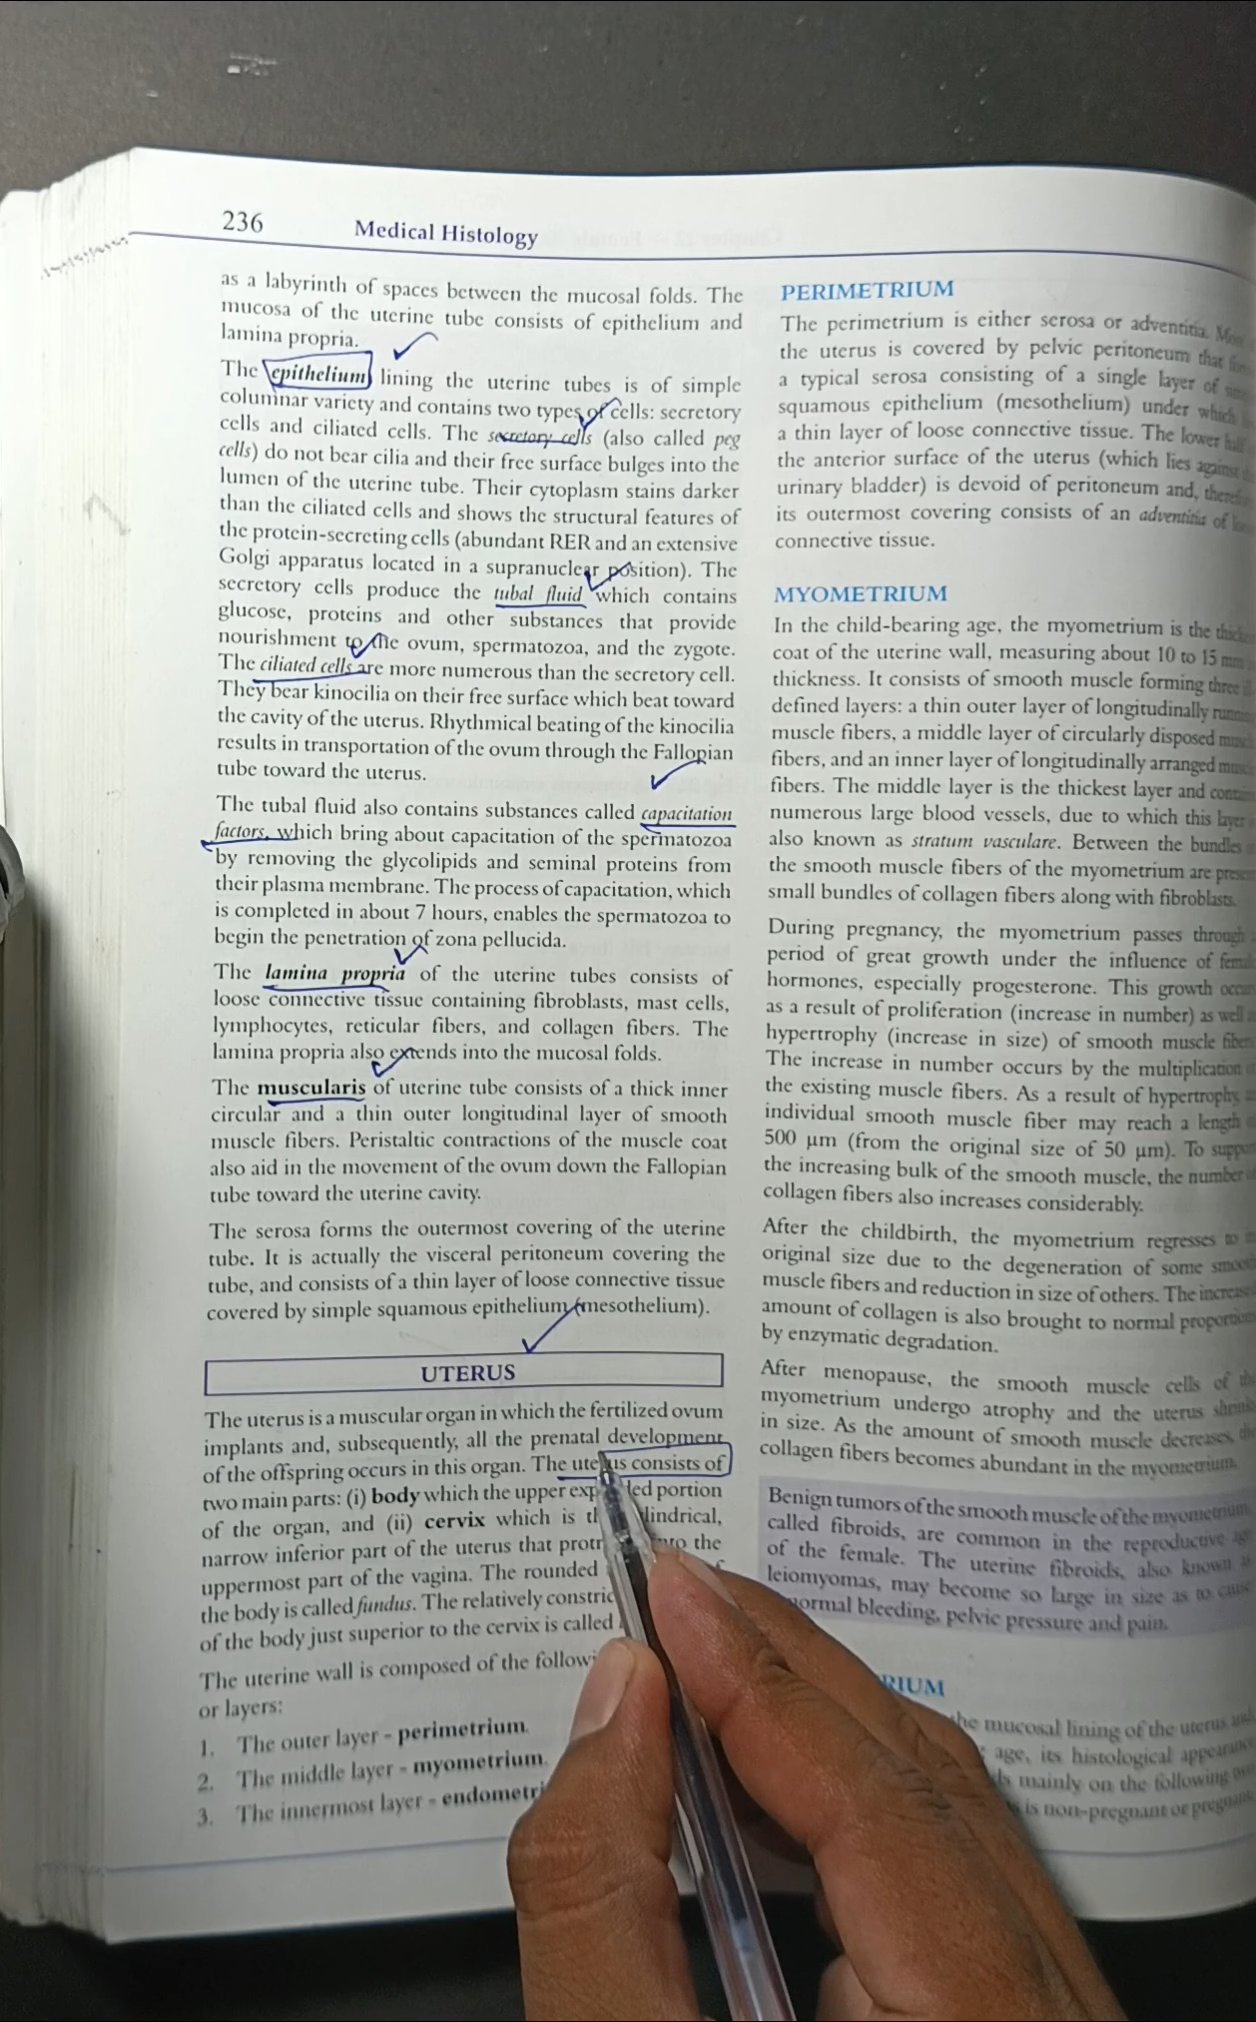 236
Medical Histology
as a labyrinth of spaces between the mucosal folds. The
mucosa of the uterine tube consists of epithelium and
lamina propria.
The epithelium lining the uterine tubes is of simple
columnar variety and contains two types of cells: secretory
cells and ciliated cells. The secretory cells (also called peg
cells) do not bear cilia and their free surface bulges into the
lumen of the uterine tube. Their cytoplasm stains darker
than the ciliated cells and shows the structural features of
the protein-secreting cells (abundant RER and an extensive
Golgi apparatus located in a supranuclear position). The
secretory cells produce the tubal fluid which contains
glucose, proteins and other substances that provide
nourishment to the ovum, spermatozoa, and the zygote.
The ciliated cells are more numerous than the secretory cell.
They bear kinocilia on their free surface which beat toward
the cavity of the uterus. Rhythmical beating of the kinocilia
results in transportation of the ovum through the Fallopian
tube toward the uterus.
The tubal fluid also contains substances called capacitation
factors, which bring about capacitation of the spermatozoa
by removing the glycolipids and seminal proteins from
their plasma membrane. The process of capacitation, which
is completed in about 7 hours, enables the spermatozoa to
begin the penetration of zona pellucida.
The lamina propria of the uterine tubes consists of
loose connective tissue containing fibroblasts, mast cells,
lymphocytes, reticular fibers, and collagen fibers. The
lamina propria also extends into the mucosal folds.
The muscularis of uterine tube consists of a thick inner
circular and a thin outer longitudinal layer of smooth
muscle fibers. Peristaltic contractions of the muscle coat
also aid in the movement of the ovum down the Fallopian
tube toward the uterine cavity.
The serosa forms the outermost covering of the uterine
tube. It is actually the visceral peritoneum covering the
tube, and consists of a thin layer of loose connective tissue
covered by simple squamous epithelium (mesothelium).
UTERUS
The uterus is a muscular organ in which the fertilized ovum
implants and, subsequently, all the prenatal development
of the offspring occurs in this organ. The uterus consists of
two main parts: (i) body which the upper portion
of the organ, and (ii) cervix which is
narrow inferior part of the uterus that the
uppermost part of the vagina. The rounded
the body is called fundus. The relatively
of the body just superior to the cervix is called
The uterine wall is composed of the
or layers:
1. The outer layer - perimetrium.
2. The middle layer - myometrium.
3. The innermost layer -
PERIMETRIUM
The perimetrium is either serosa or adventitia.
the uterus is covered by pelvic peritoneum that
a typical serosa consisting of a single layer of
squamous epithelium (mesothelium) under which
a thin layer of loose connective tissue. The lower half
the anterior surface of the uterus (which lies against
urinary bladder) is devoid of peritoneum and,
its outermost covering consists of an adventitia of
connective tissue.
MYOMETRIUM
In the child-bearing age, the myometrium is the
coat of the uterine wall, measuring about 10 to 15 mm
thickness. It consists of smooth muscle forming three
defined layers: a thin outer layer of longitudinally
muscle fibers, a middle layer of circularly disposed
fibers, and an inner layer of longitudinally arranged
fibers. The middle layer is the thickest layer and
numerous large blood vessels, due to which this layer
also known as stratum vasculare. Between the bundles
the smooth muscle fibers of the myometrium are
small bundles of collagen fibers along with fibroblasts.
During pregnancy, the myometrium passes through
period of great growth under the influence of
hormones, especially progesterone. This growth
as a result of proliferation (increase in number) as well
hypertrophy (increase in size) of smooth muscle
The increase in number occurs by the multiplication
the existing muscle fibers. As a result of hypertrophy
individual smooth muscle fiber may reach a length
500 μm (from the original size of 50 μm). To
the increasing bulk of the smooth muscle, the number
collagen fibers also increases considerably.
After the childbirth, the myometrium regresses to
original size due to the degeneration of some
muscle fibers and reduction in size of others. The
amount of collagen is also brought to normal
by enzymatic degradation.
After menopause, the smooth muscle cells of
myometrium undergo atrophy and the uterus
in size. As the amount of smooth muscle decreases,
collagen fibers becomes abundant in the myometrium.
Benign tumors of the smooth muscle of the myometrium,
called fibroids, are common in the reproductive
of the female. The uterine fibroids, also known
leiomyomas, may become so large in size as to
bleeding, pelvic pressure and pain.
the mucosal lining of the uterus
age, its histological
mainly on the following
is non-pregnant or